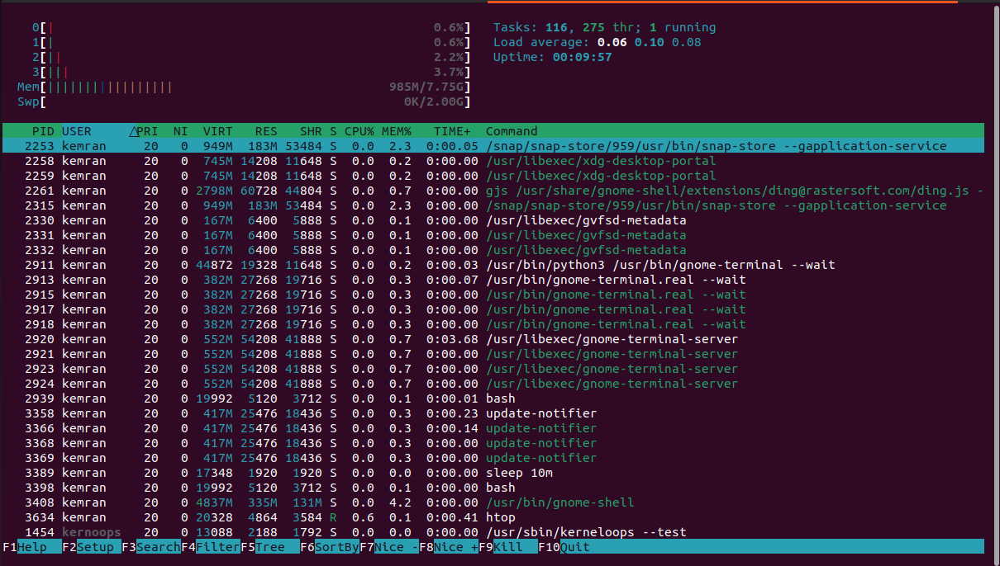 0[| 0.6%] Tasks: 116, 275 thr; 1 running
1[| 0.6%] Load average: 0.06 0.10 0.08
2[|| 2.2%] Uptime: 00:09:57
3[||| 3.7%]
Mem[||||||||||||||||| 985M/7.75G]
Swp[ 0K/2.00G]
PID USER △PRI NI VIRT RES SHR S CPU% MEM% TIME+ Command
2253 kemran 20 0 949M 183M 53484 S 0.0 2.3 0:00.05 /snap/snap-store/959/usr/bin/snap-store --gapplication-service
2258 kemran 20 0 745M 14208 11648 S 0.0 0.2 0:00.00 /usr/libexec/xdg-desktop-portal
2259 kemran 20 0 745M 14208 11648 S 0.0 0.2 0:00.00 /usr/libexec/xdg-desktop-portal
2261 kemran 20 0 2798M 60728 44804 S 0.0 0.7 0:00.00 gjs /usr/share/gnome-shell/extensions/ding@rastersoft.com/ding.js -
2315 kemran 20 0 949M 183M 53484 S 0.0 2.3 0:00.00 /snap/snap-store/959/usr/bin/snap-store --gapplication-service
2330 kemran 20 0 167M 6400 5888 S 0.0 0.1 0:00.00 /usr/libexec/gvfsd-metadata
2331 kemran 20 0 167M 6400 5888 S 0.0 0.1 0:00.00 /usr/libexec/gvfsd-metadata
2332 kemran 20 0 167M 6400 5888 S 0.0 0.1 0:00.00 /usr/libexec/gvfsd-metadata
2911 kemran 20 0 44872 19328 11648 S 0.0 0.2 0:00.03 /usr/bin/python3 /usr/bin/gnome-terminal --wait
2913 kemran 20 0 382M 27268 19716 S 0.0 0.3 0:00.07 /usr/bin/gnome-terminal.real --wait
2915 kemran 20 0 382M 27268 19716 S 0.0 0.3 0:00.00 /usr/bin/gnome-terminal.real --wait
2917 kemran 20 0 382M 27268 19716 S 0.0 0.3 0:00.00 /usr/bin/gnome-terminal.real --wait
2918 kemran 20 0 382M 27268 19716 S 0.0 0.3 0:00.00 /usr/bin/gnome-terminal.real --wait
2920 kemran 20 0 552M 54208 41888 S 0.0 0.7 0:03.68 /usr/libexec/gnome-terminal-server
2921 kemran 20 0 552M 54208 41888 S 0.0 0.7 0:00.00 /usr/libexec/gnome-terminal-server
2923 kemran 20 0 552M 54208 41888 S 0.0 0.7 0:00.00 /usr/libexec/gnome-terminal-server
2924 kemran 20 0 552M 54208 41888 S 0.0 0.7 0:00.00 /usr/libexec/gnome-terminal-server
2939 kemran 20 0 19992 5120 3712 S 0.0 0.1 0:00.01 bash
3358 kemran 20 0 417M 25476 18436 S 0.0 0.3 0:00.23 update-notifier
3366 kemran 20 0 417M 25476 18436 S 0.0 0.3 0:00.14 update-notifier
3368 kemran 20 0 417M 25476 18436 S 0.0 0.3 0:00.00 update-notifier
3369 kemran 20 0 417M 25476 18436 S 0.0 0.3 0:00.00 update-notifier
3389 kemran 20 0 17348 1920 1920 S 0.0 0.0 0:00.00 sleep 10m
3398 kemran 20 0 19992 5120 3712 S 0.0 0.1 0:00.00 bash
3408 kemran 20 0 4837M 335M 131M S 0.0 4.2 0:00.00 /usr/bin/gnome-shell
3634 kemran 20 0 20328 4864 3584 R 0.6 0.1 0:00.41 htop
1454 kernoops 20 0 13088 2188 1792 S 0.0 0.0 0:00.00 /usr/sbin/kerneloops --test
F1Help F2Setup F3SearchF4FilterF5Tree F6SortByF7Nice -F8Nice +F9Kill F10Quit